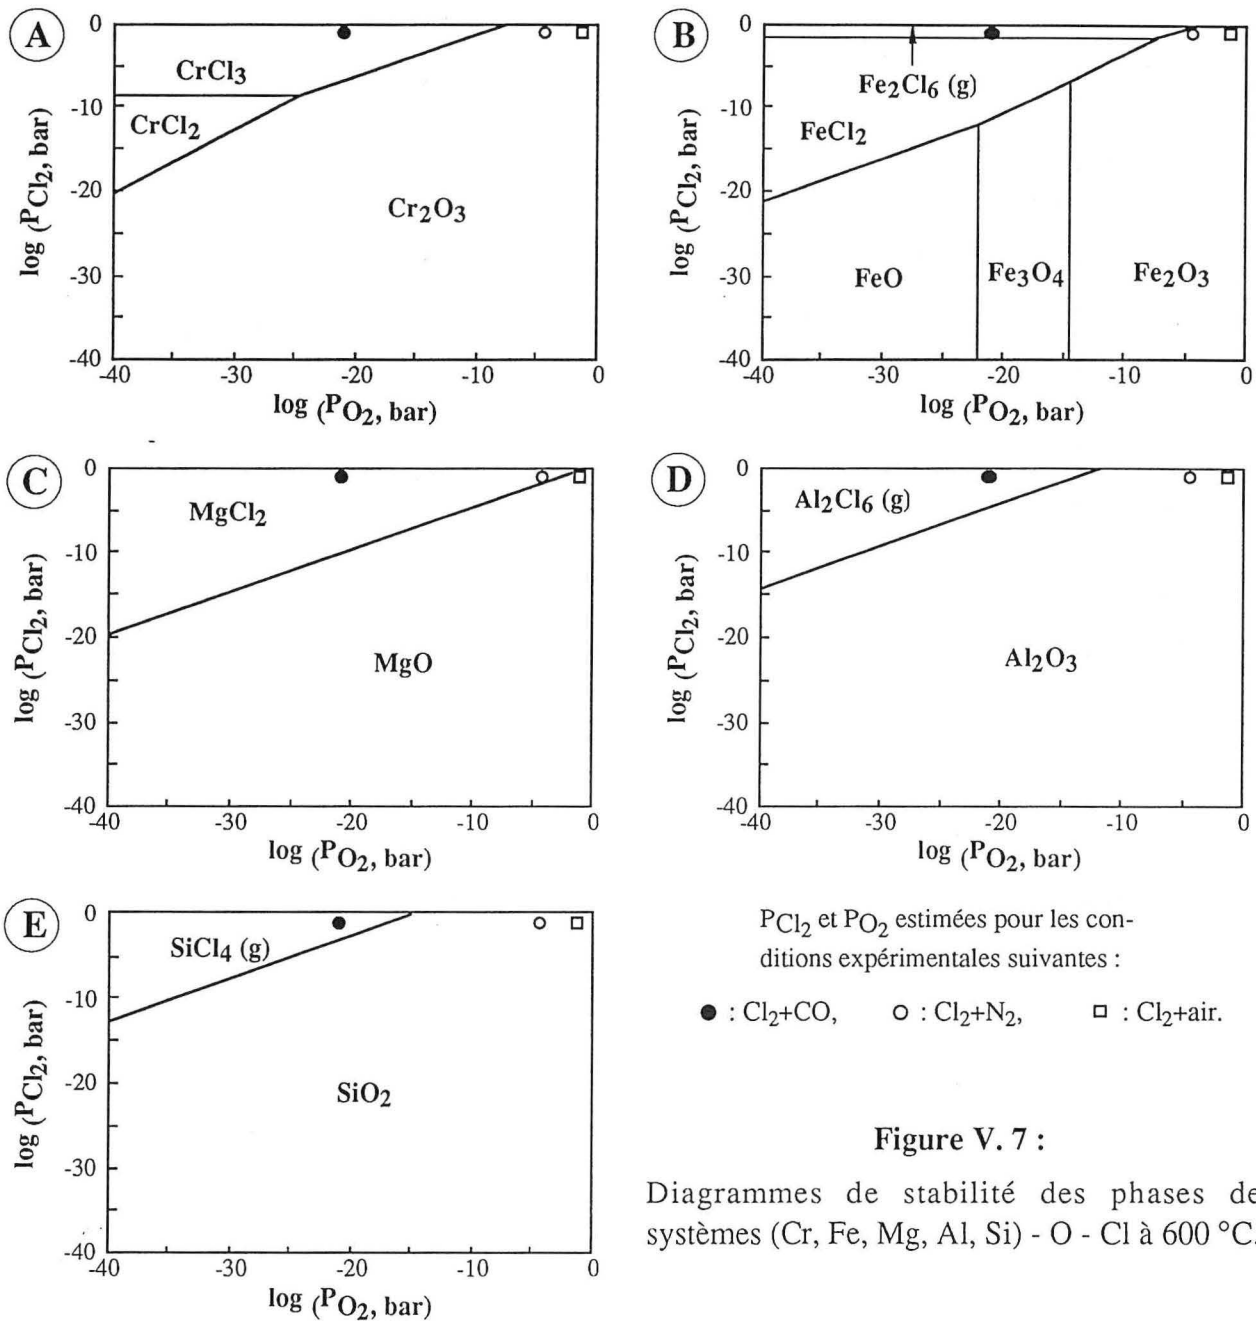 A
0
-10
-20
-30
-40
log (PCl2, bar)
CrCl3
CrCl2
Cr2O3
-40
-30
-20
-10
0
log (PO2, bar)
B
0
-10
-20
-30
-40
log (PCl2, bar)
Fe2Cl6 (g)
FeCl2
FeO
Fe3O4
Fe2O3
-40
-30
-20
-10
0
log (PO2, bar)
C
0
-10
-20
-30
-40
log (PCl2, bar)
MgCl2
MgO
-40
-30
-20
-10
0
log (PO2, bar)
D
0
-10
-20
-30
-40
log (PCl2, bar)
Al2Cl6 (g)
Al2O3
-40
-30
-20
-10
0
log (PO2, bar)
E
0
-10
-20
-30
-40
log (PCl2, bar)
SiCl4 (g)
SiO2
-40
-30
-20
-10
0
log (PO2, bar)
PCl2 et PO2 estimées pour les con-
ditions expérimentales suivantes :
● : Cl2+CO, ○ : Cl2+N2, □ : Cl2+air.
Figure V. 7 :
Diagrammes de stabilité des phases de
systèmes (Cr, Fe, Mg, Al, Si) - O - Cl à 600 °C.